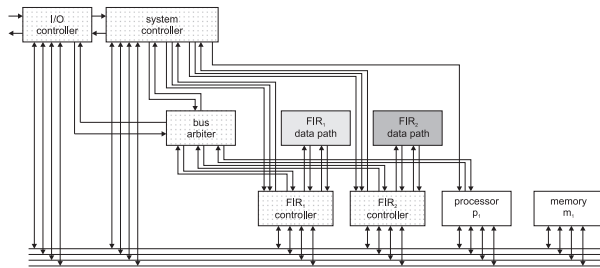 I/O
controller
system
controller
bus
arbiter
FIR₁
data path
FIR₂
data path
FIR₁
controller
FIR₂
controller
processor
p₁
memory
m₁